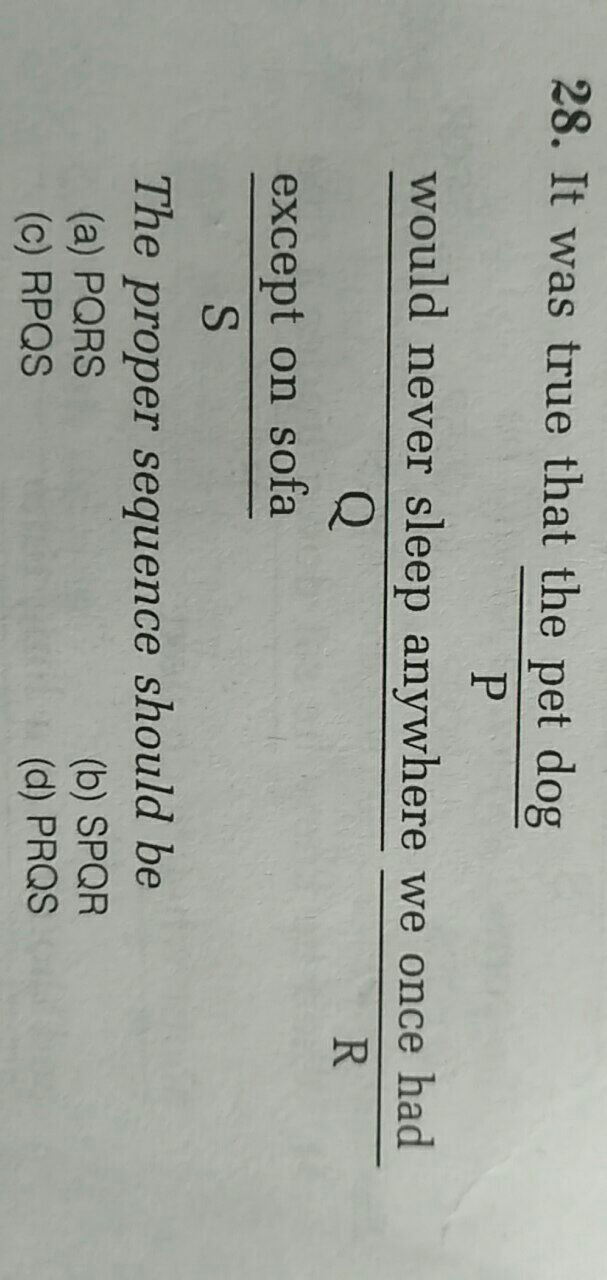 28. It was true that the pet dog
P
would never sleep anywhere we once had
Q R
except on sofa
S
The proper sequence should be
(a) PQRS (b) SPQR
(c) RPQS (d) PRQS